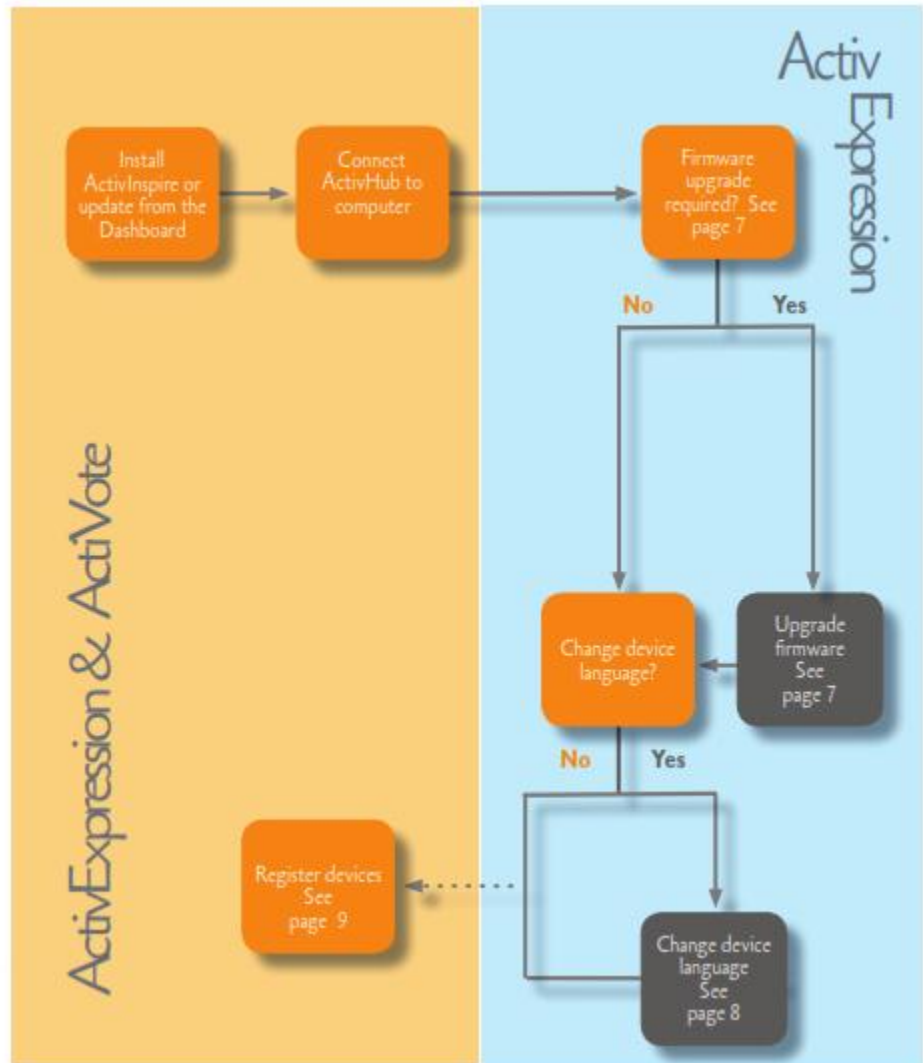 Activ
Expression
Install
ActivInspire or
update from the
Dashboard
Connect
ActivHub to
computer
Firmware
upgrade
required? See
page 7
No
Yes
Change device
language?
Upgrade
firmware
See
page 7
No
Yes
Register devices
See
page 9
Change device
language
See
page 8
ActivExpression & ActiVote